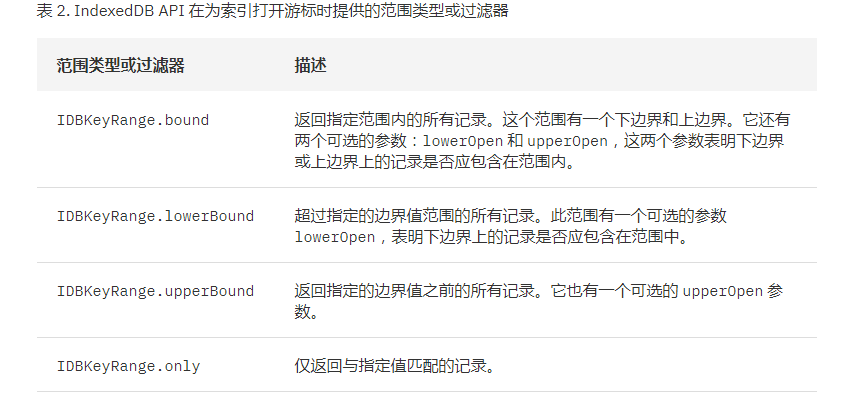 表 2. IndexedDB API 在为索引打开游标时提供的范围类型或过滤器
范围类型或过滤器 描述
IDBKeyRange.bound 返回指定范围内的所有记录。这个范围有一个下边界和上边界。它还有
两个可选的参数：lowerOpen 和 upperOpen，这两个参数表明下边界
或上边界上的记录是否应包含在范围内。
IDBKeyRange.lowerBound 超过指定的边界值范围的所有记录。此范围有一个可选的参数
lowerOpen，表明下边界上的记录是否应包含在范围中。
IDBKeyRange.upperBound 返回指定的边界值之前的所有记录。它也有一个可选的 upperOpen 参
数。
IDBKeyRange.only 仅返回与指定值匹配的记录。